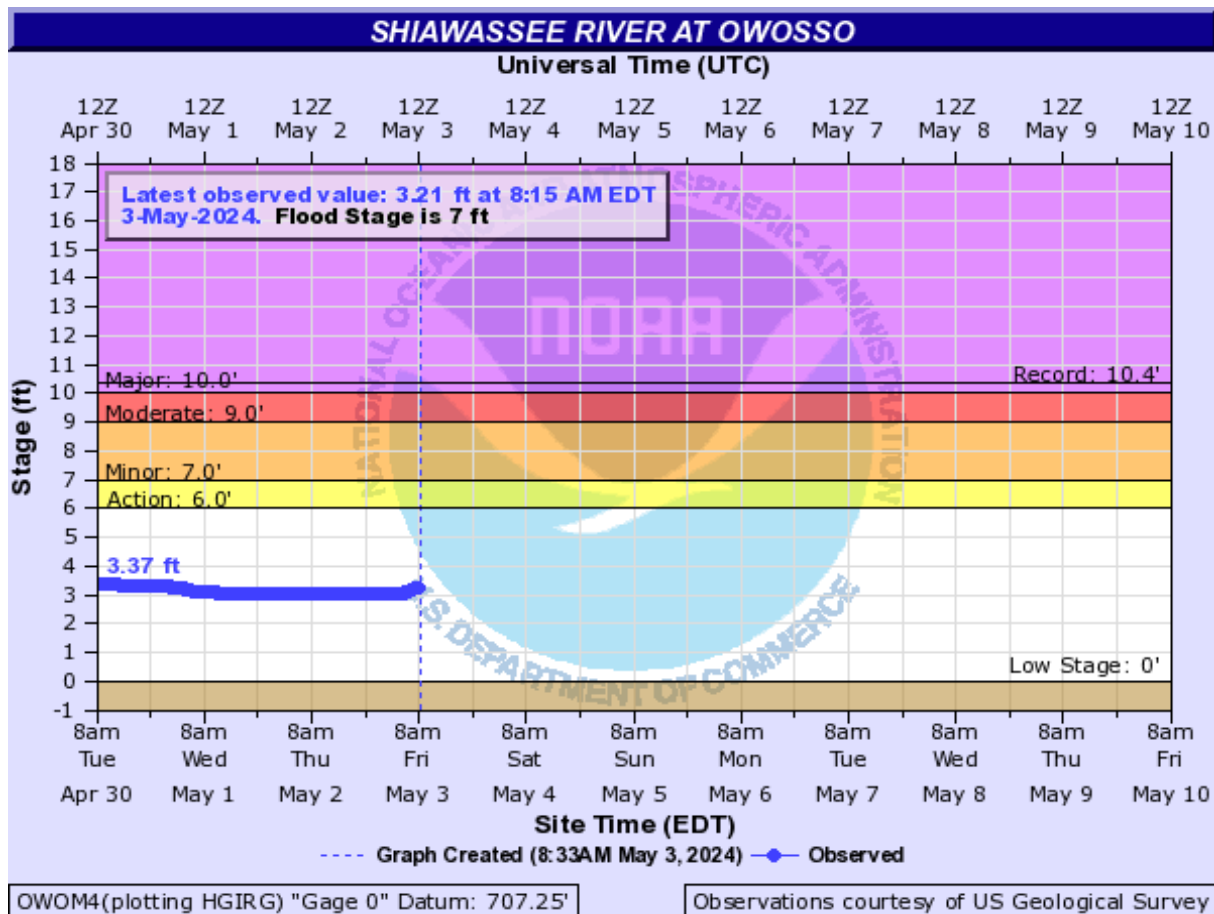 SHIAWASSEE RIVER AT OWOSSO
Universal Time (UTC)
12Z 12Z 12Z 12Z 12Z 12Z 12Z 12Z 12Z 12Z 12Z
Apr 30 May 1 May 2 May 3 May 4 May 5 May 6 May 7 May 8 May 9 May 10
Latest observed value: 3.21 ft at 8:15 AM EDT
3-May-2024. Flood Stage is 7 ft
18
17
16
15
14
13
12
11
10
9
8
7
6
5
4
3
2
1
0
-1
Stage (ft)
NATIONAL OCEANIC AND ATMOSPHERIC ADMINISTRATION
NOAA
U.S. DEPARTMENT OF COMMERCE
Major: 10.0'
Record: 10.4'
Moderate: 9.0'
Minor: 7.0'
Action: 6.0'
3.37 ft
Low Stage: 0'
8am 8am 8am 8am 8am 8am 8am 8am 8am 8am 8am
Tue Wed Thu Fri Sat Sun Mon Tue Wed Thu Fri
Apr 30 May 1 May 2 May 3 May 4 May 5 May 6 May 7 May 8 May 9 May 10
Site Time (EDT)
Graph Created (8:33AM May 3, 2024) Observed
OWOM4(plotting HGIRG) "Gage 0" Datum: 707.25'
Observations courtesy of US Geological Survey